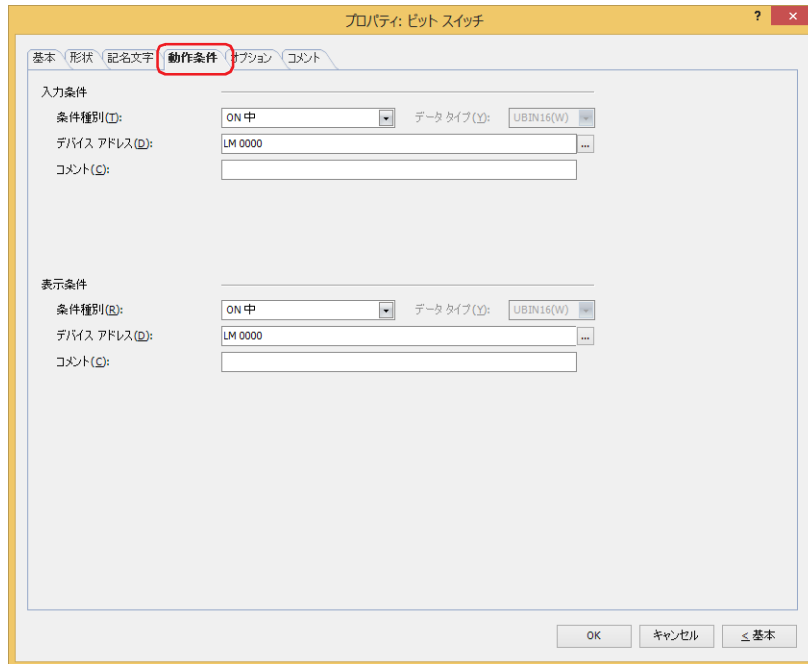 プロパティ: ビット スイッチ ? ×
基本 形状 記名文字 動作条件 オプション コメント
入力条件
条件種別(T): ON 中 データ タイプ(Y): UBIN16(W)
デバイス アドレス(D): LM 0000 ...
コメント(C):
表示条件
条件種別(R): ON 中 データ タイプ(Y): UBIN16(W)
デバイス アドレス(D): LM 0000 ...
コメント(C):
OK キャンセル ≤ 基本